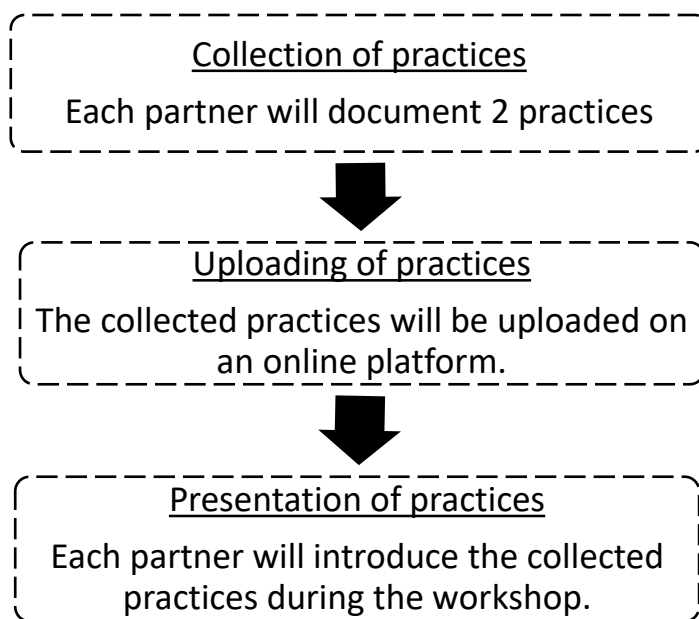 Collection of practices
Each partner will document 2 practices
Uploading of practices
The collected practices will be uploaded on
an online platform.
Presentation of practices
Each partner will introduce the collected
practices during the workshop.